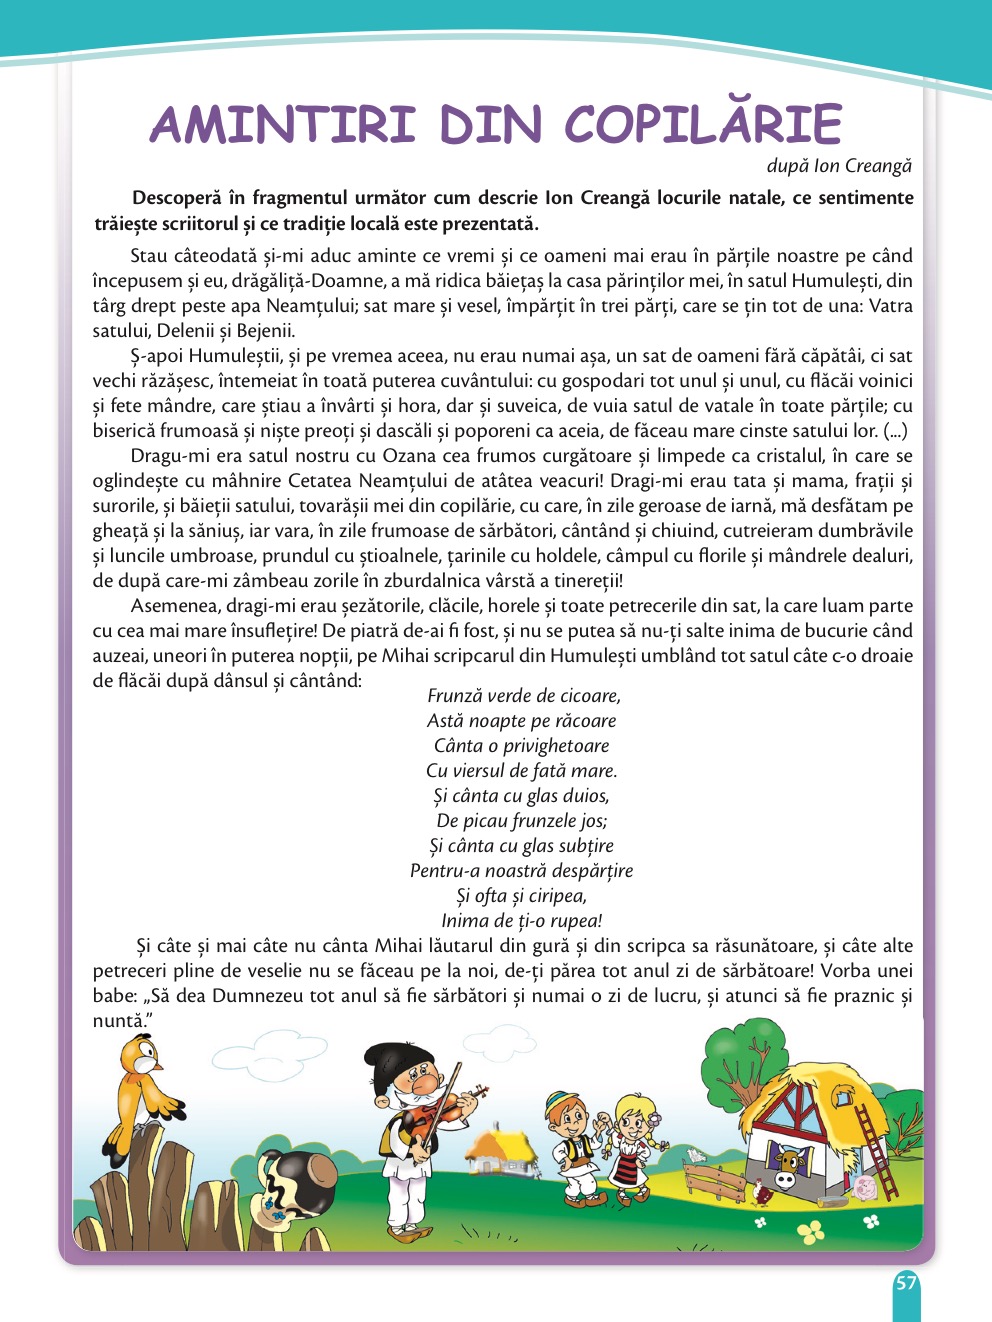 AMINTIRI DIN COPILĂRIE
după Ion Creangă
Descoperă în fragmentul următor cum descrie Ion Creangă locurile natale, ce sentimente
trăiește scriitorul și ce tradiție locală este prezentată.
Stau câteodată și-mi aduc aminte ce vremi și ce oameni mai erau în părțile noastre pe când
începusem și eu, drăgăliță-Doamne, a mă ridica băiețaș la casa părinților mei, în satul Humulești, din
târg drept peste apa Neamțului; sat mare și vesel, împărțit în trei părți, care se țin tot de una: Vatra
satului, Delenii și Bejenii.
Ș-apoi Humuleștii, și pe vremea aceea, nu erau numai așa, un sat de oameni fără căpătâi, ci sat
vechi răzășesc, întemeiat în toată puterea cuvântului: cu gospodari tot unul și unul, cu flăcăi voinici
și fete mândre, care știau a învârti și hora, dar și suveica, de vuia satul de vatale în toate părțile; cu
biserică frumoasă și niște preoți și dascăli și poporeni ca aceia, de făceau mare cinste satului lor. (...)
Dragu-mi era satul nostru cu Ozana cea frumos curgătoare și limpede ca cristalul, în care se
oglindește cu mâhnire Cetatea Neamțului de atâtea veacuri! Dragi-mi erau tata și mama, frații și
surorile, și băieții satului, tovarășii mei din copilărie, cu care, în zile geroase de iarnă, mă desfătam pe
gheață și la săniuș, iar vara, în zile frumoase de sărbători, cântând și chiuind, cutreieram dumbrăvile
și luncile umbroase, prundul cu știoalnele, țarinile cu holdele, câmpul cu florile și mândrele dealuri,
de după care-mi zâmbeau zorile în zburdalnica vârstă a tinereții!
Asemenea, dragi-mi erau șezătorile, clăcile, horele și toate petrecerile din sat, la care luam parte
cu cea mai mare însuflețire! De piatră de-ai fi fost, și nu se putea să nu-ți salte inima de bucurie când
auzeai, uneori în puterea nopții, pe Mihai scripcarul din Humulești umblând tot satul câte c-o droaie
de flăcăi după dânsul și cântând:
Frunză verde de cicoare,
Astă noapte pe răcoare
Cânta o privighetoare
Cu viersul de fată mare.
Și cânta cu glas duios,
De picau frunzele jos;
Și cânta cu glas subțire
Pentru-a noastră despărțire
Și ofta și ciripea,
Inima de ți-o rupea!
Și câte și mai câte nu cânta Mihai lăutarul din gură și din scripca sa răsunătoare, și câte alte
petreceri pline de veselie nu se făceau pe la noi, de-ți părea tot anul zi de sărbătoare! Vorba unei
babe: „Să dea Dumnezeu tot anul să fie sărbători și numai o zi de lucru, și atunci să fie praznic și
nuntă.”
57